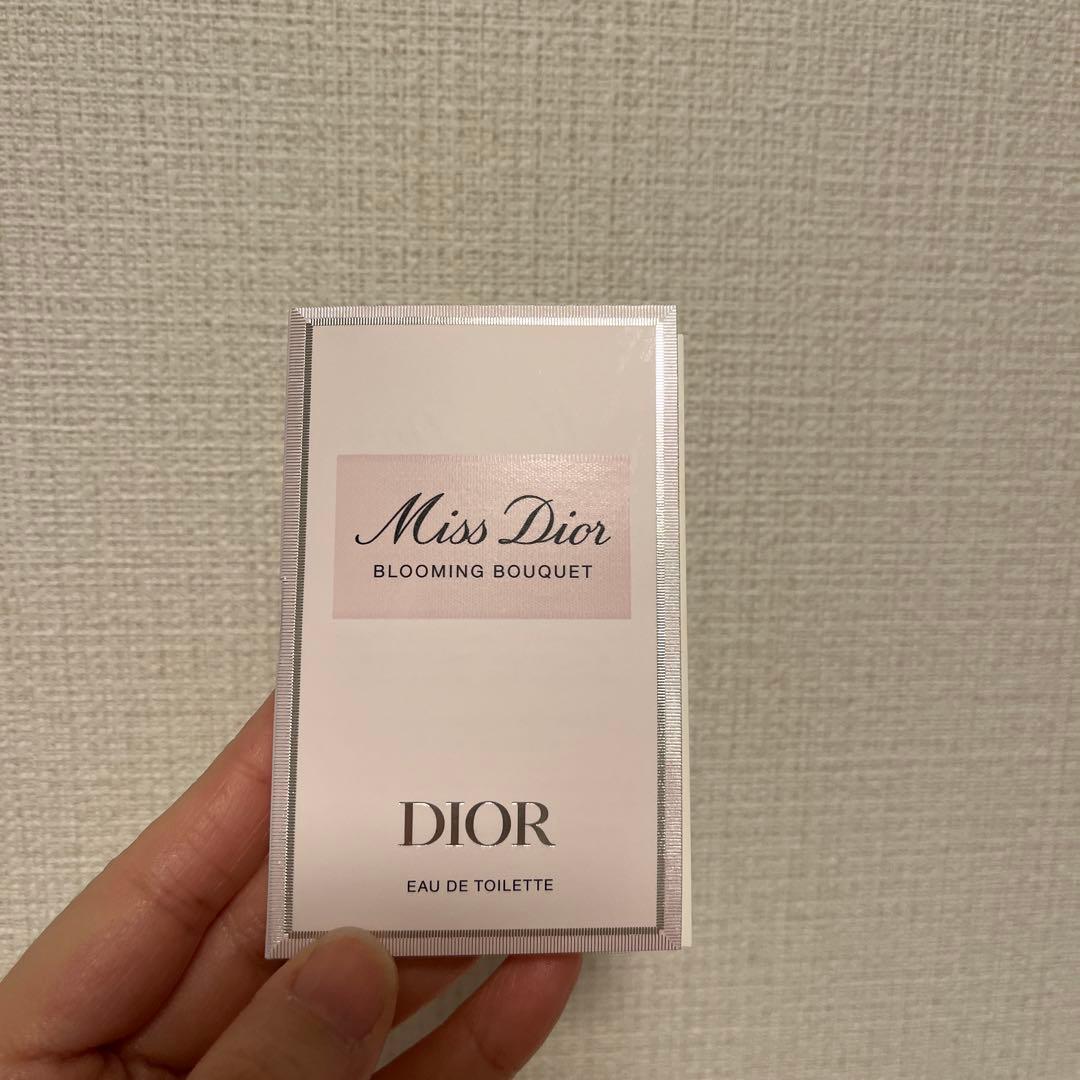 Miss Dior
BLOOMING BOUQUET
DIOR
EAU DE TOILETTE